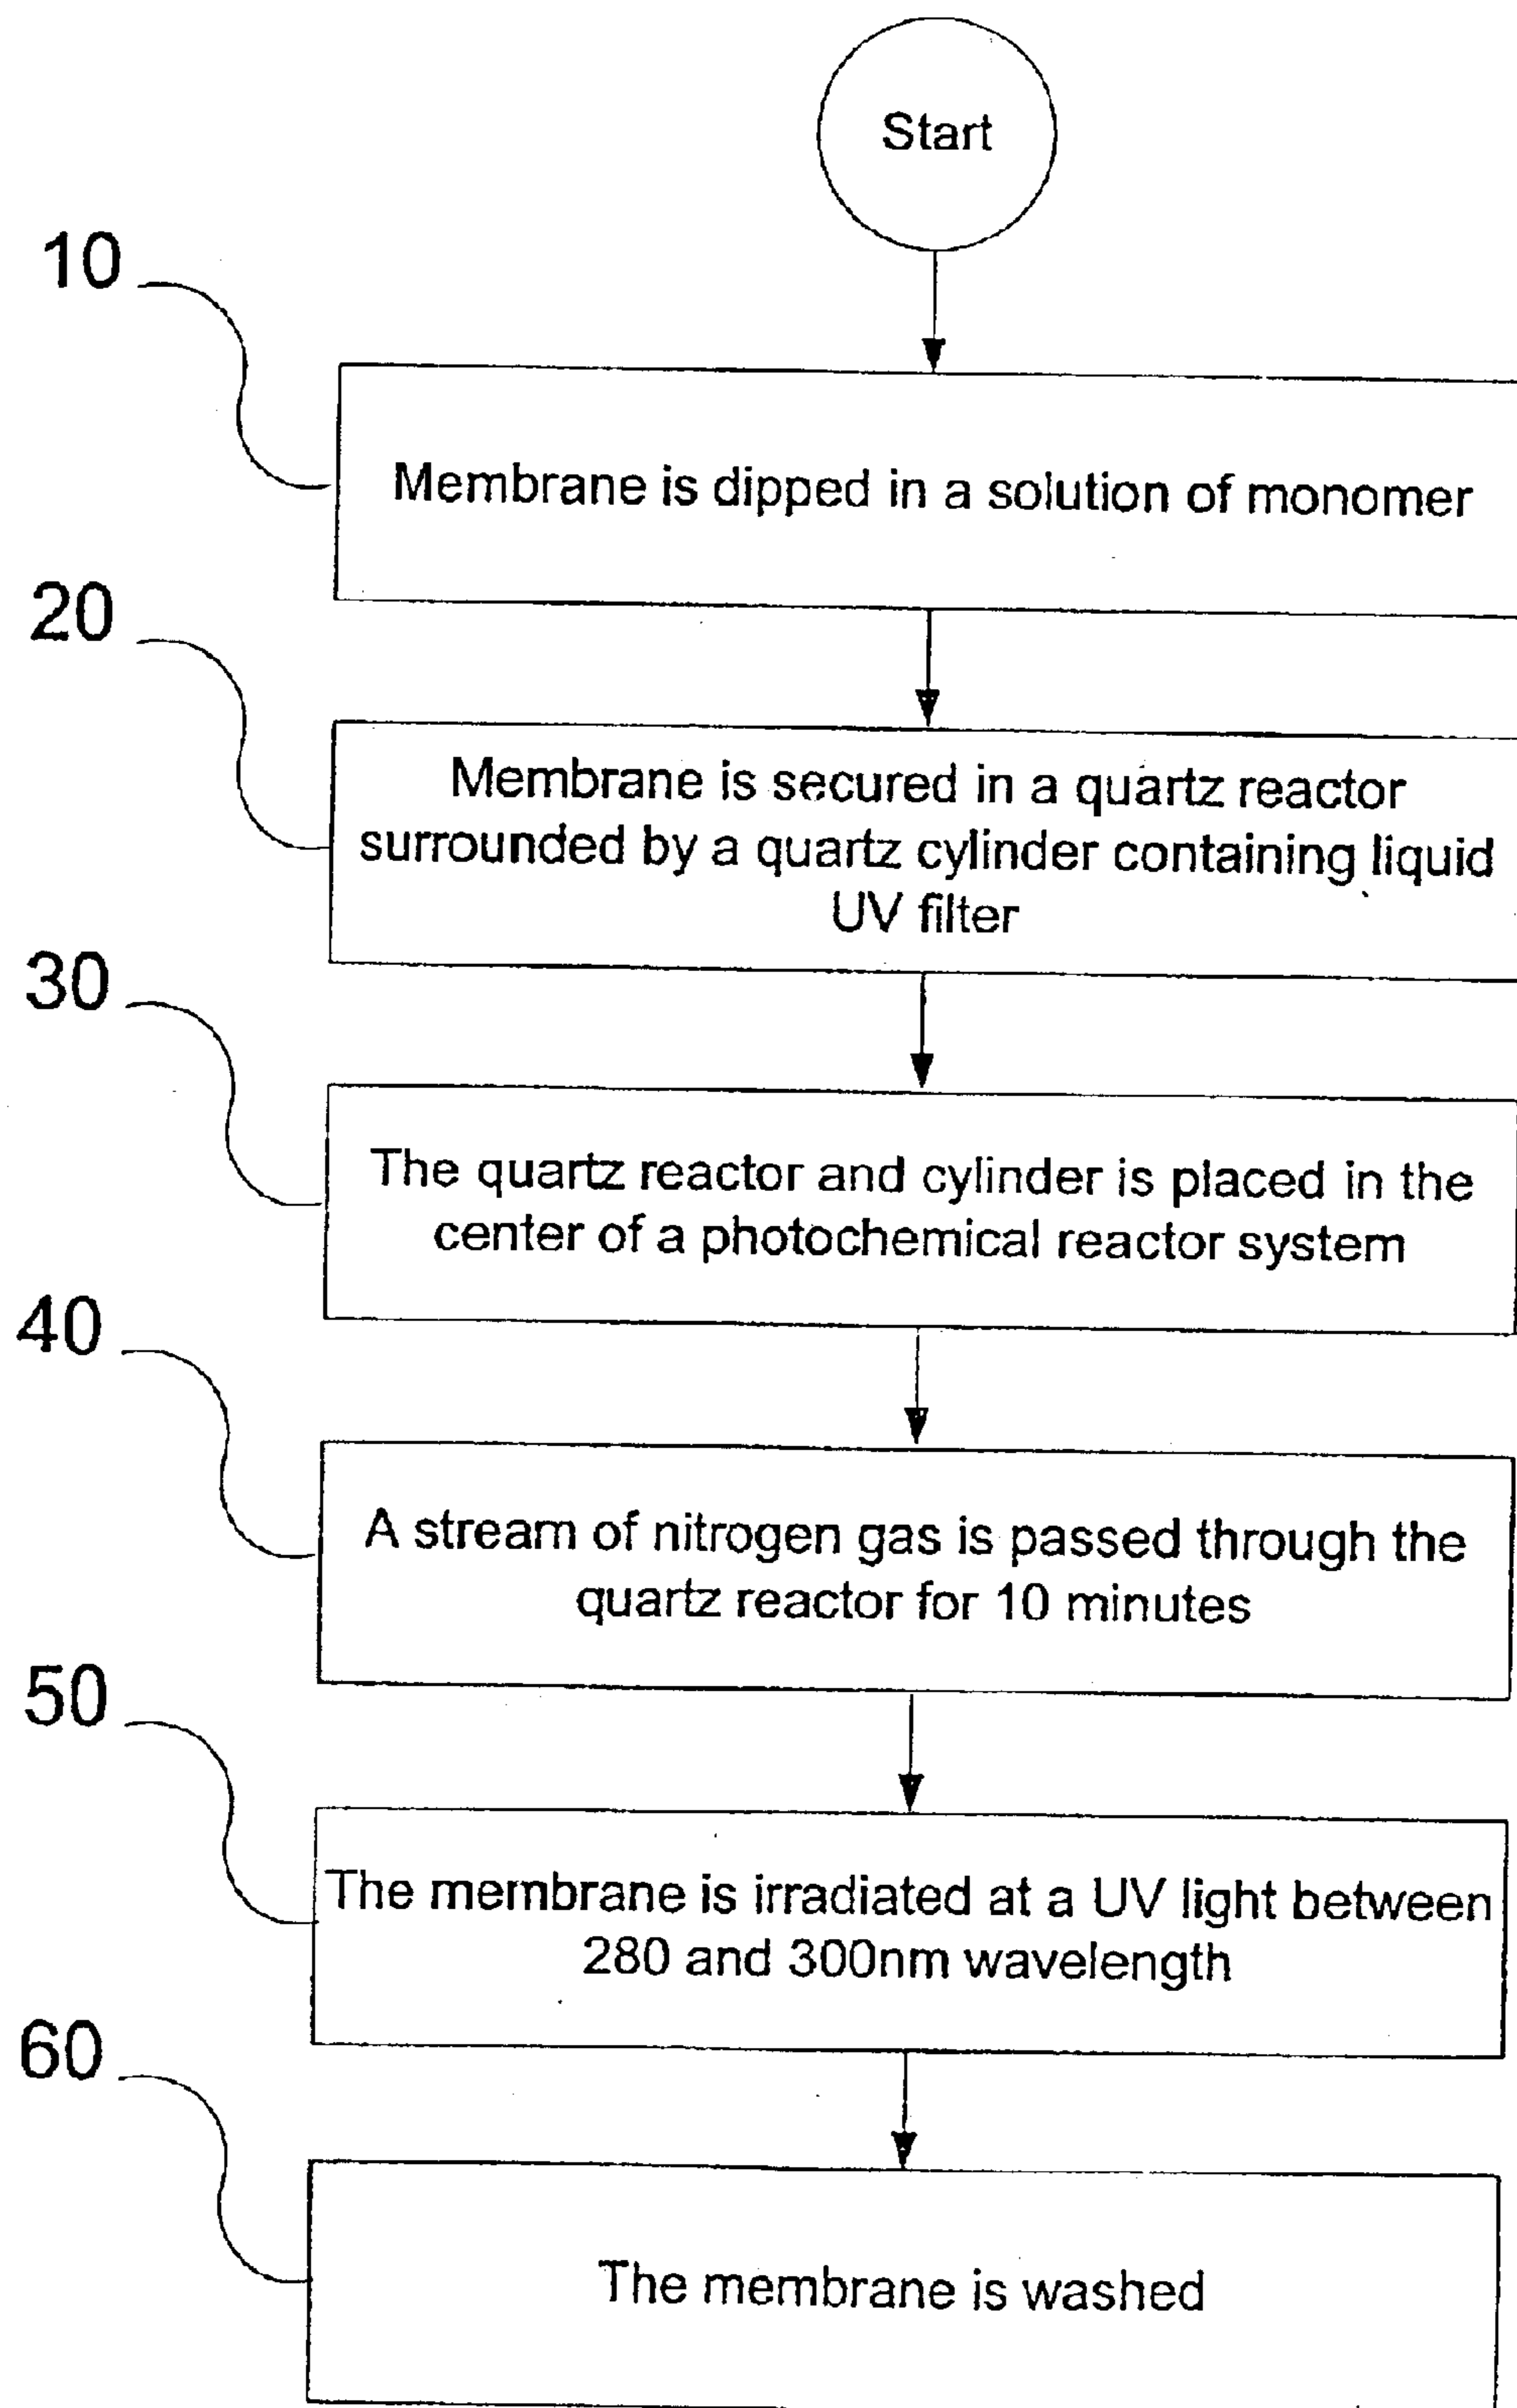 Start
10
Membrane is dipped in a solution of monomer
20
Membrane is secured in a quartz reactor
surrounded by a quartz cylinder containing liquid
UV filter
30
The quartz reactor and cylinder is placed in the
center of a photochemical reactor system
40
A stream of nitrogen gas is passed through the
quartz reactor for 10 minutes
50
The membrane is irradiated at a UV light between
280 and 300nm wavelength
60
The membrane is washed